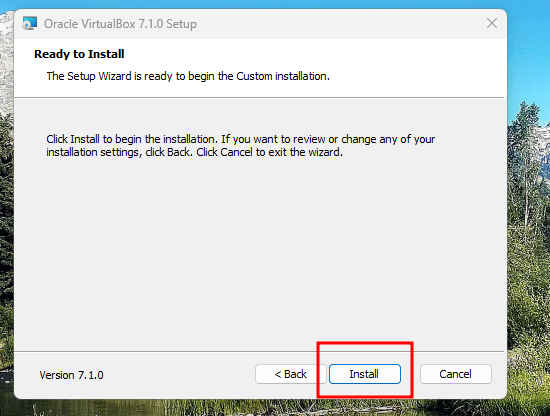 Oracle VirtualBox 7.1.0 Setup
Ready to Install
The Setup Wizard is ready to begin the Custom installation.
Click Install to begin the installation. If you want to review or change any of your
installation settings, click Back. Click Cancel to exit the wizard.
Version 7.1.0
< Back
Install
Cancel